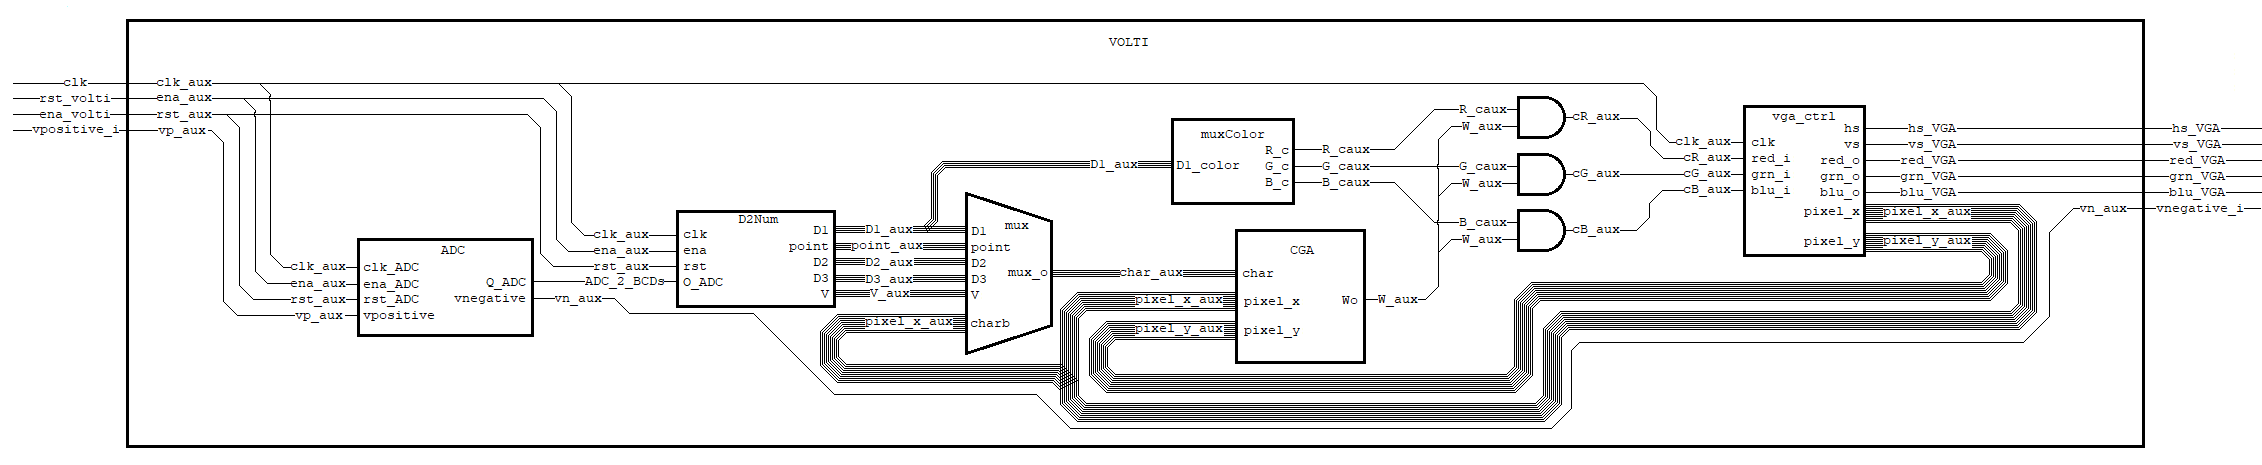 VOLTI
clk clk_aux
rst_volti ena_aux
ena_volti rst_aux
vpositive_i vp_aux
ADC
clk_aux clk_ADC
ena_aux ena_ADC
rst_aux rst_ADC
vp_aux vpositive
Q_ADC ADC_2_BCDs
vnegative vn_aux
D2Num
clk_aux clk
ena_aux ena
rst_aux rst
O_ADC
D1 D1_aux
point point_aux
D2 D2_aux
D3 D3_aux
V V_aux
mux
D1
point
D2
D3
V
pixel_x_aux charb
mux_o char_aux
D1_aux
muxColor
D1_color
R_c R_caux
G_c G_caux
B_c B_caux
CGA
char
pixel_x_aux pixel_x
pixel_y_aux pixel_y
Wo W_aux
R_caux
W_aux
cR_aux
G_caux
W_aux
cG_aux
B_caux
W_aux
cB_aux
vga_ctrl
clk_aux clk
cR_aux red_i
cG_aux grn_i
cB_aux blu_i
hs hs_VGA hs_VGA
vs vs_VGA vs_VGA
red_o red_VGA red_VGA
grn_o grn_VGA grn_VGA
blu_o blu_VGA blu_VGA
pixel_x pixel_x_aux
pixel_y pixel_y_aux
vn_aux vnegative_i